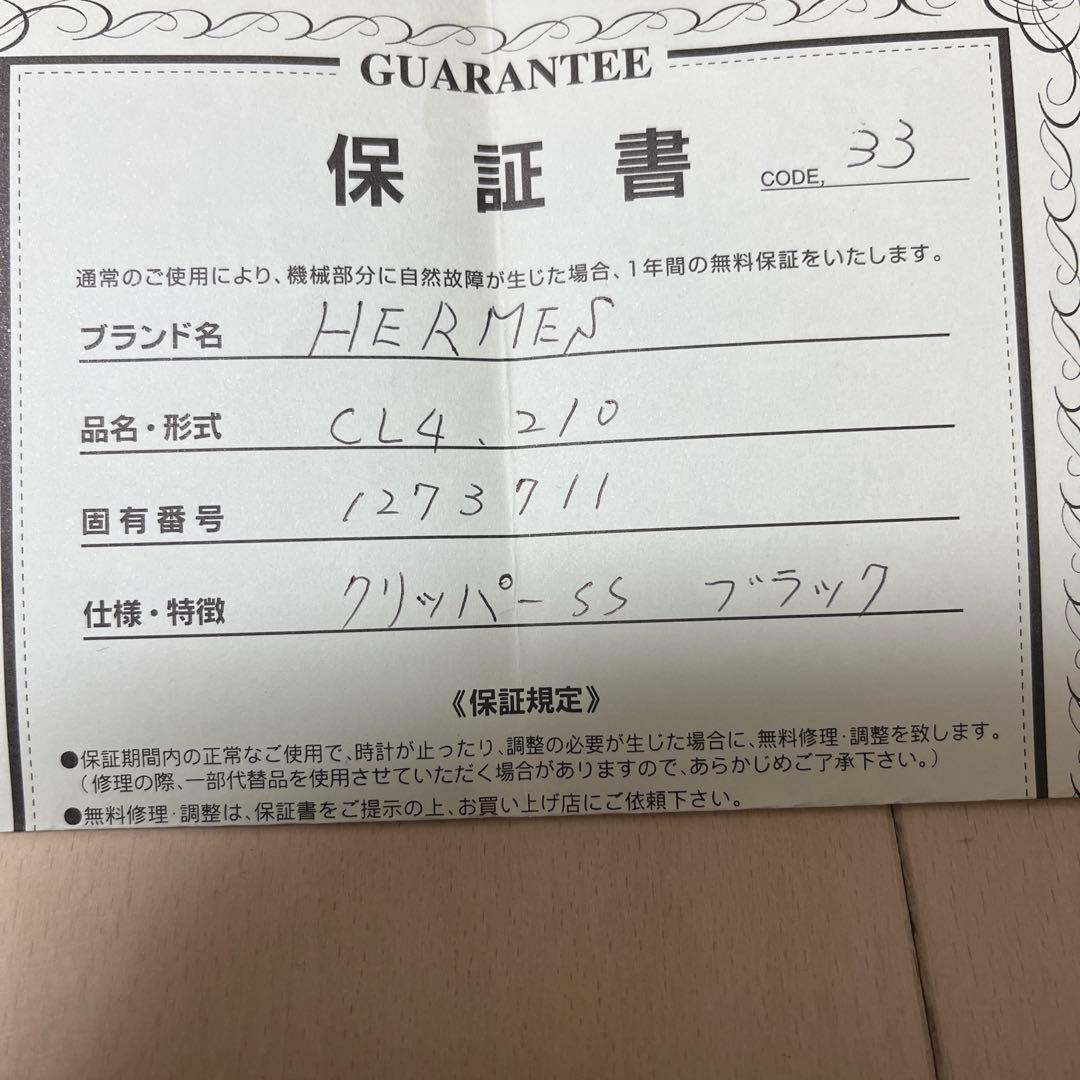 GUARANTEE
保証書
CODE, 33
通常のご使用により、機械部分に自然故障が生じた場合、1年間の無料保証をいたします。
ブランド名 HERMES
品名・形式 CL4.210
固有番号 1273711
仕様・特徴 クリッパーSS ブラック
《保証規定》
●保証期間内の正常なご使用で、時計が止ったり、調整の必要が生じた場合に、無料修理・調整を致します。
(修理の際、一部代替品を使用させていただく場合がありますので、あらかじめご了承下さい。)
●無料修理・調整は、保証書をご提示の上、お買い上げ店にご依頼下さい。